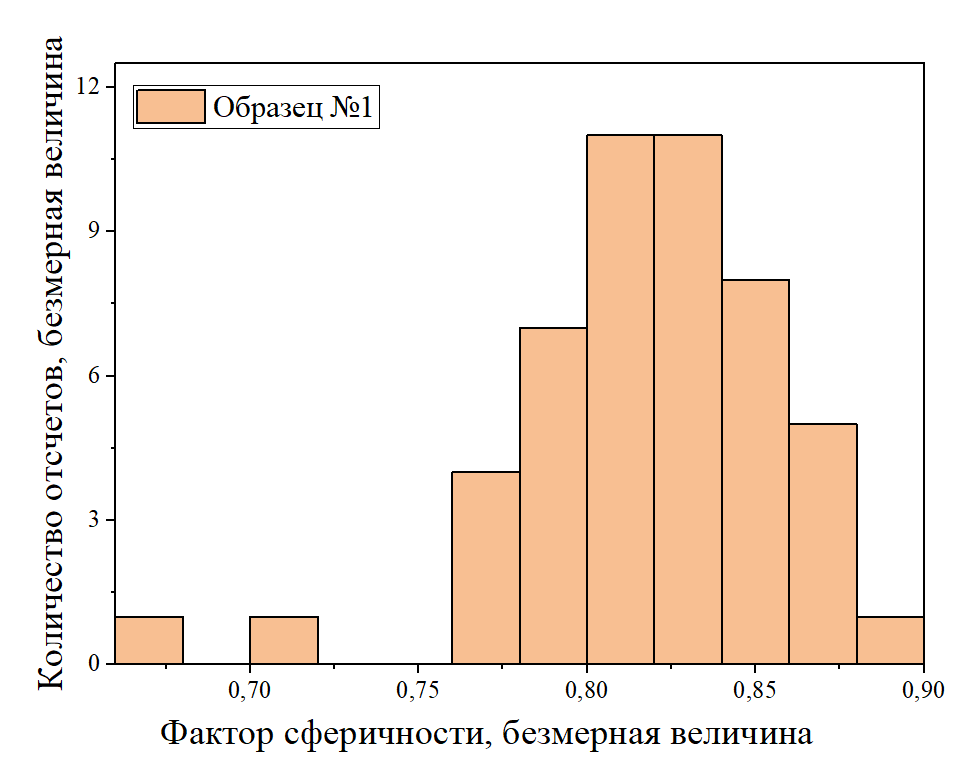 Количество отсчетов, безмерная величина
12
9
6
3
0
Образец №1
0,70 0,75 0,80 0,85 0,90
Фактор сферичности, безмерная величина